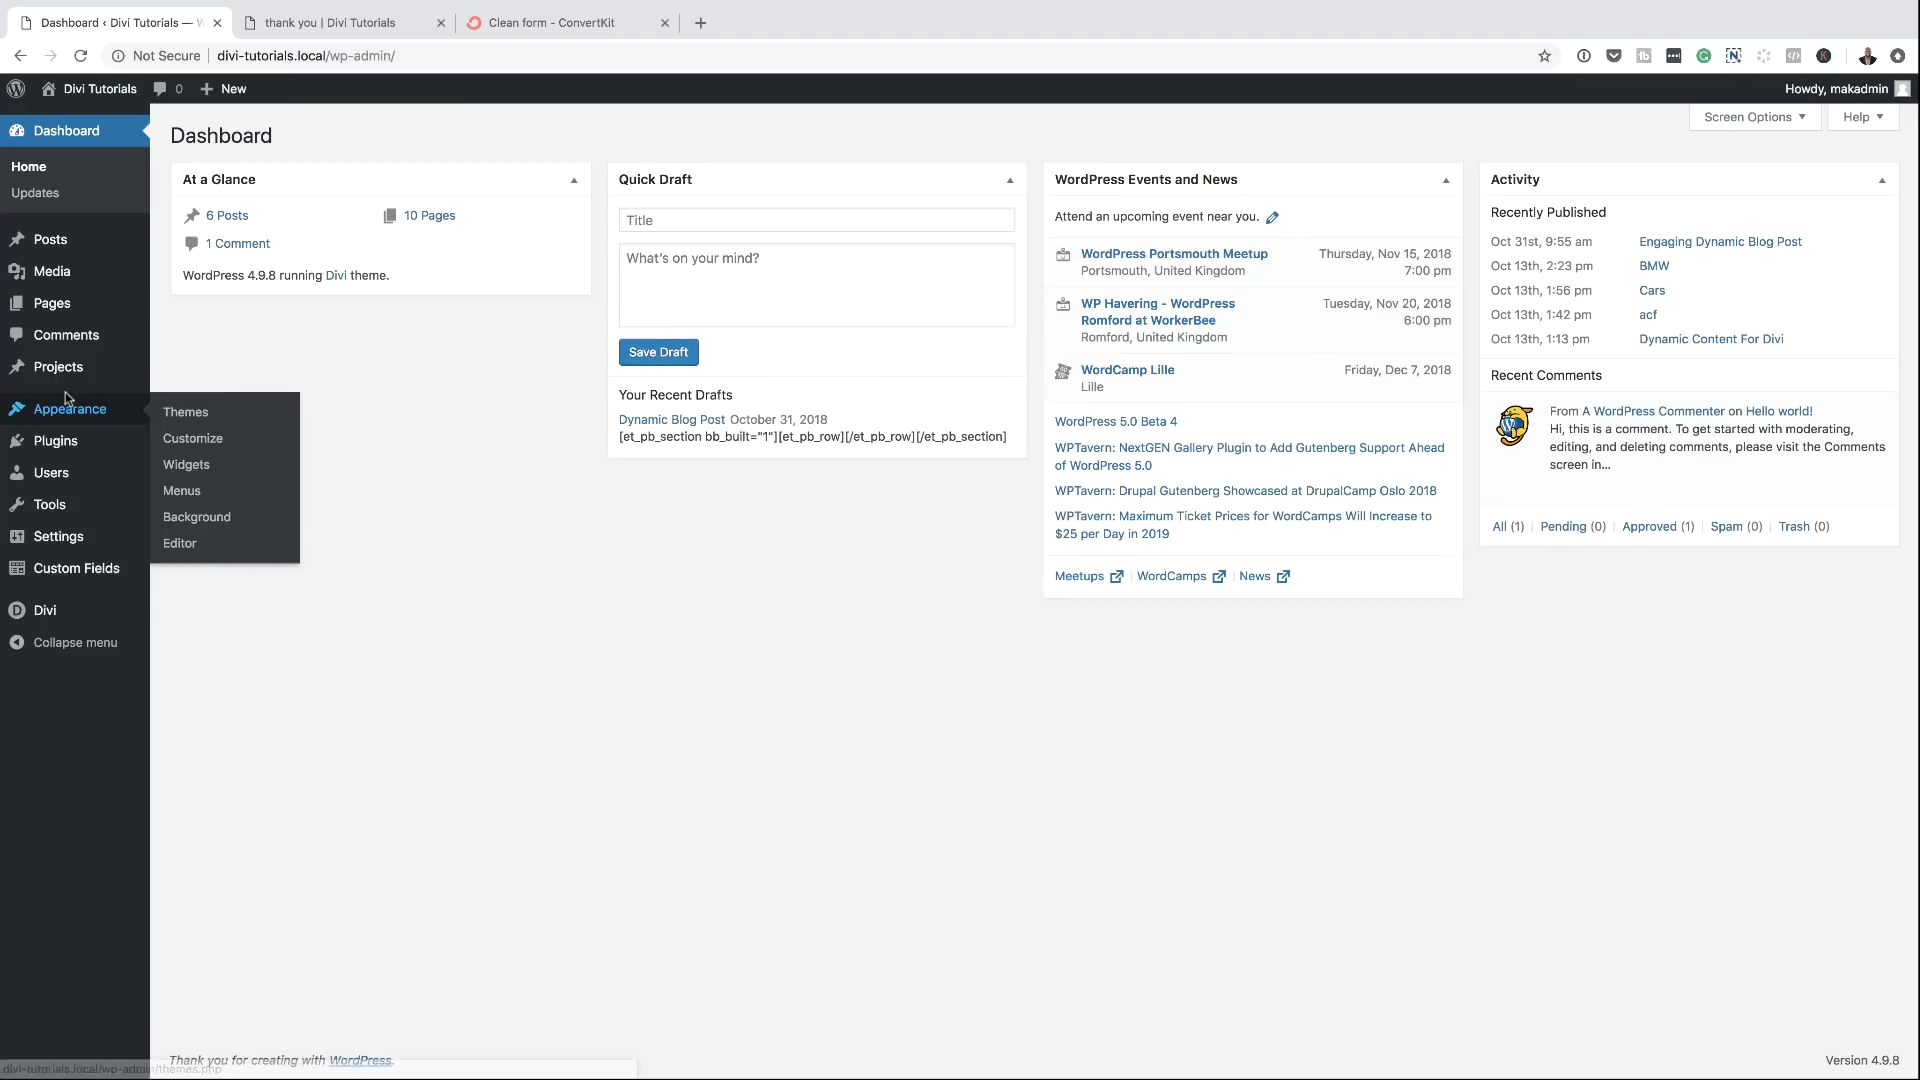 Dashboard ‹ Divi Tutorials — W
thank you | Divi Tutorials
Clean form - ConvertKit
Not Secure
divi-tutorials.local/wp-admin/
Divi Tutorials
0
New
Howdy, makadmin
Dashboard
Home
Updates
Posts
Media
Pages
Comments
Projects
Appearance
Plugins
Users
Tools
Settings
Custom Fields
Divi
Collapse menu
Themes
Customize
Widgets
Menus
Background
Editor
Screen Options
Help
Dashboard
At a Glance
6 Posts
10 Pages
1 Comment
WordPress 4.9.8 running Divi theme.
Quick Draft
Title
What's on your mind?
Save Draft
Your Recent Drafts
Dynamic Blog Post October 31, 2018
[et_pb_section bb_built="1"][et_pb_row][/et_pb_row][/et_pb_section]
WordPress Events and News
Attend an upcoming event near you.
WordPress Portsmouth Meetup
Portsmouth, United Kingdom
Thursday, Nov 15, 2018
7:00 pm
WP Havering - WordPress
Romford at WorkerBee
Romford, United Kingdom
Tuesday, Nov 20, 2018
6:00 pm
WordCamp Lille
Lille
Friday, Dec 7, 2018
WordPress 5.0 Beta 4
WPTavern: NextGEN Gallery Plugin to Add Gutenberg Support Ahead
of WordPress 5.0
WPTavern: Drupal Gutenberg Showcased at DrupalCamp Oslo 2018
WPTavern: Maximum Ticket Prices for WordCamps Will Increase to
$25 per Day in 2019
Meetups | WordCamps | News
Activity
Recently Published
Oct 31st, 9:55 am Engaging Dynamic Blog Post
Oct 13th, 2:23 pm BMW
Oct 13th, 1:56 pm Cars
Oct 13th, 1:42 pm acf
Oct 13th, 1:13 pm Dynamic Content For Divi
Recent Comments
From A WordPress Commenter on Hello world!
Hi, this is a comment. To get started with moderating,
editing, and deleting comments, please visit the Comments
screen in...
All (1) | Pending (0) | Approved (1) | Spam (0) | Trash (0)
Thank you for creating with WordPress.
divi-tutorials.local/wp-admin/themes.php
Version 4.9.8